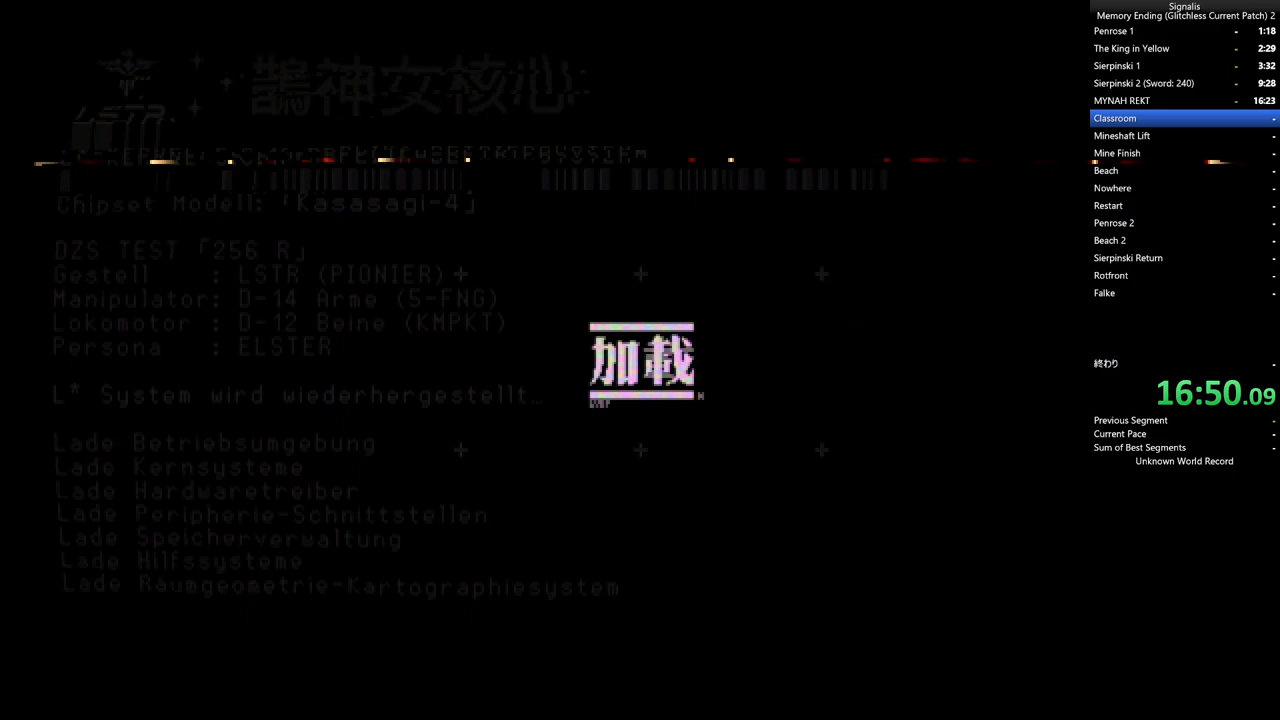 鵲神女核心
LSTR
Chipset Modell: 「Kasasagi-4」
DZS TEST 「256 R」
Gestell : LSTR (PIONIER)
Manipulator: D-14 Arme (5-FNG)
Lokomotor : D-12 Beine (KMPKT)
Persona : ELSTER
L* System wird wiederhergestellt…
Lade Betriebsumgebung
Lade Kernsysteme
Lade Hardwaretreiber
Lade Peripherie-Schnittstellen
Lade Speicherverwaltung
Lade Hilfssysteme
Lade Raumgeometrie-Kartographiesystem
加載
Signalis
Memory Ending (Glitchless Current Patch) 2
Penrose 1 - 1:18
The King in Yellow - 2:29
Sierpinski 1 - 3:32
Sierpinski 2 (Sword: 240) - 9:28
MYNAH REKT - 16:23
Classroom -
Mineshaft Lift -
Mine Finish -
Beach -
Nowhere -
Restart -
Penrose 2 -
Beach 2 -
Sierpinski Return -
Rotfront -
Falke -
終わり -
16:50.09
Previous Segment -
Current Pace -
Sum of Best Segments -
Unknown World Record